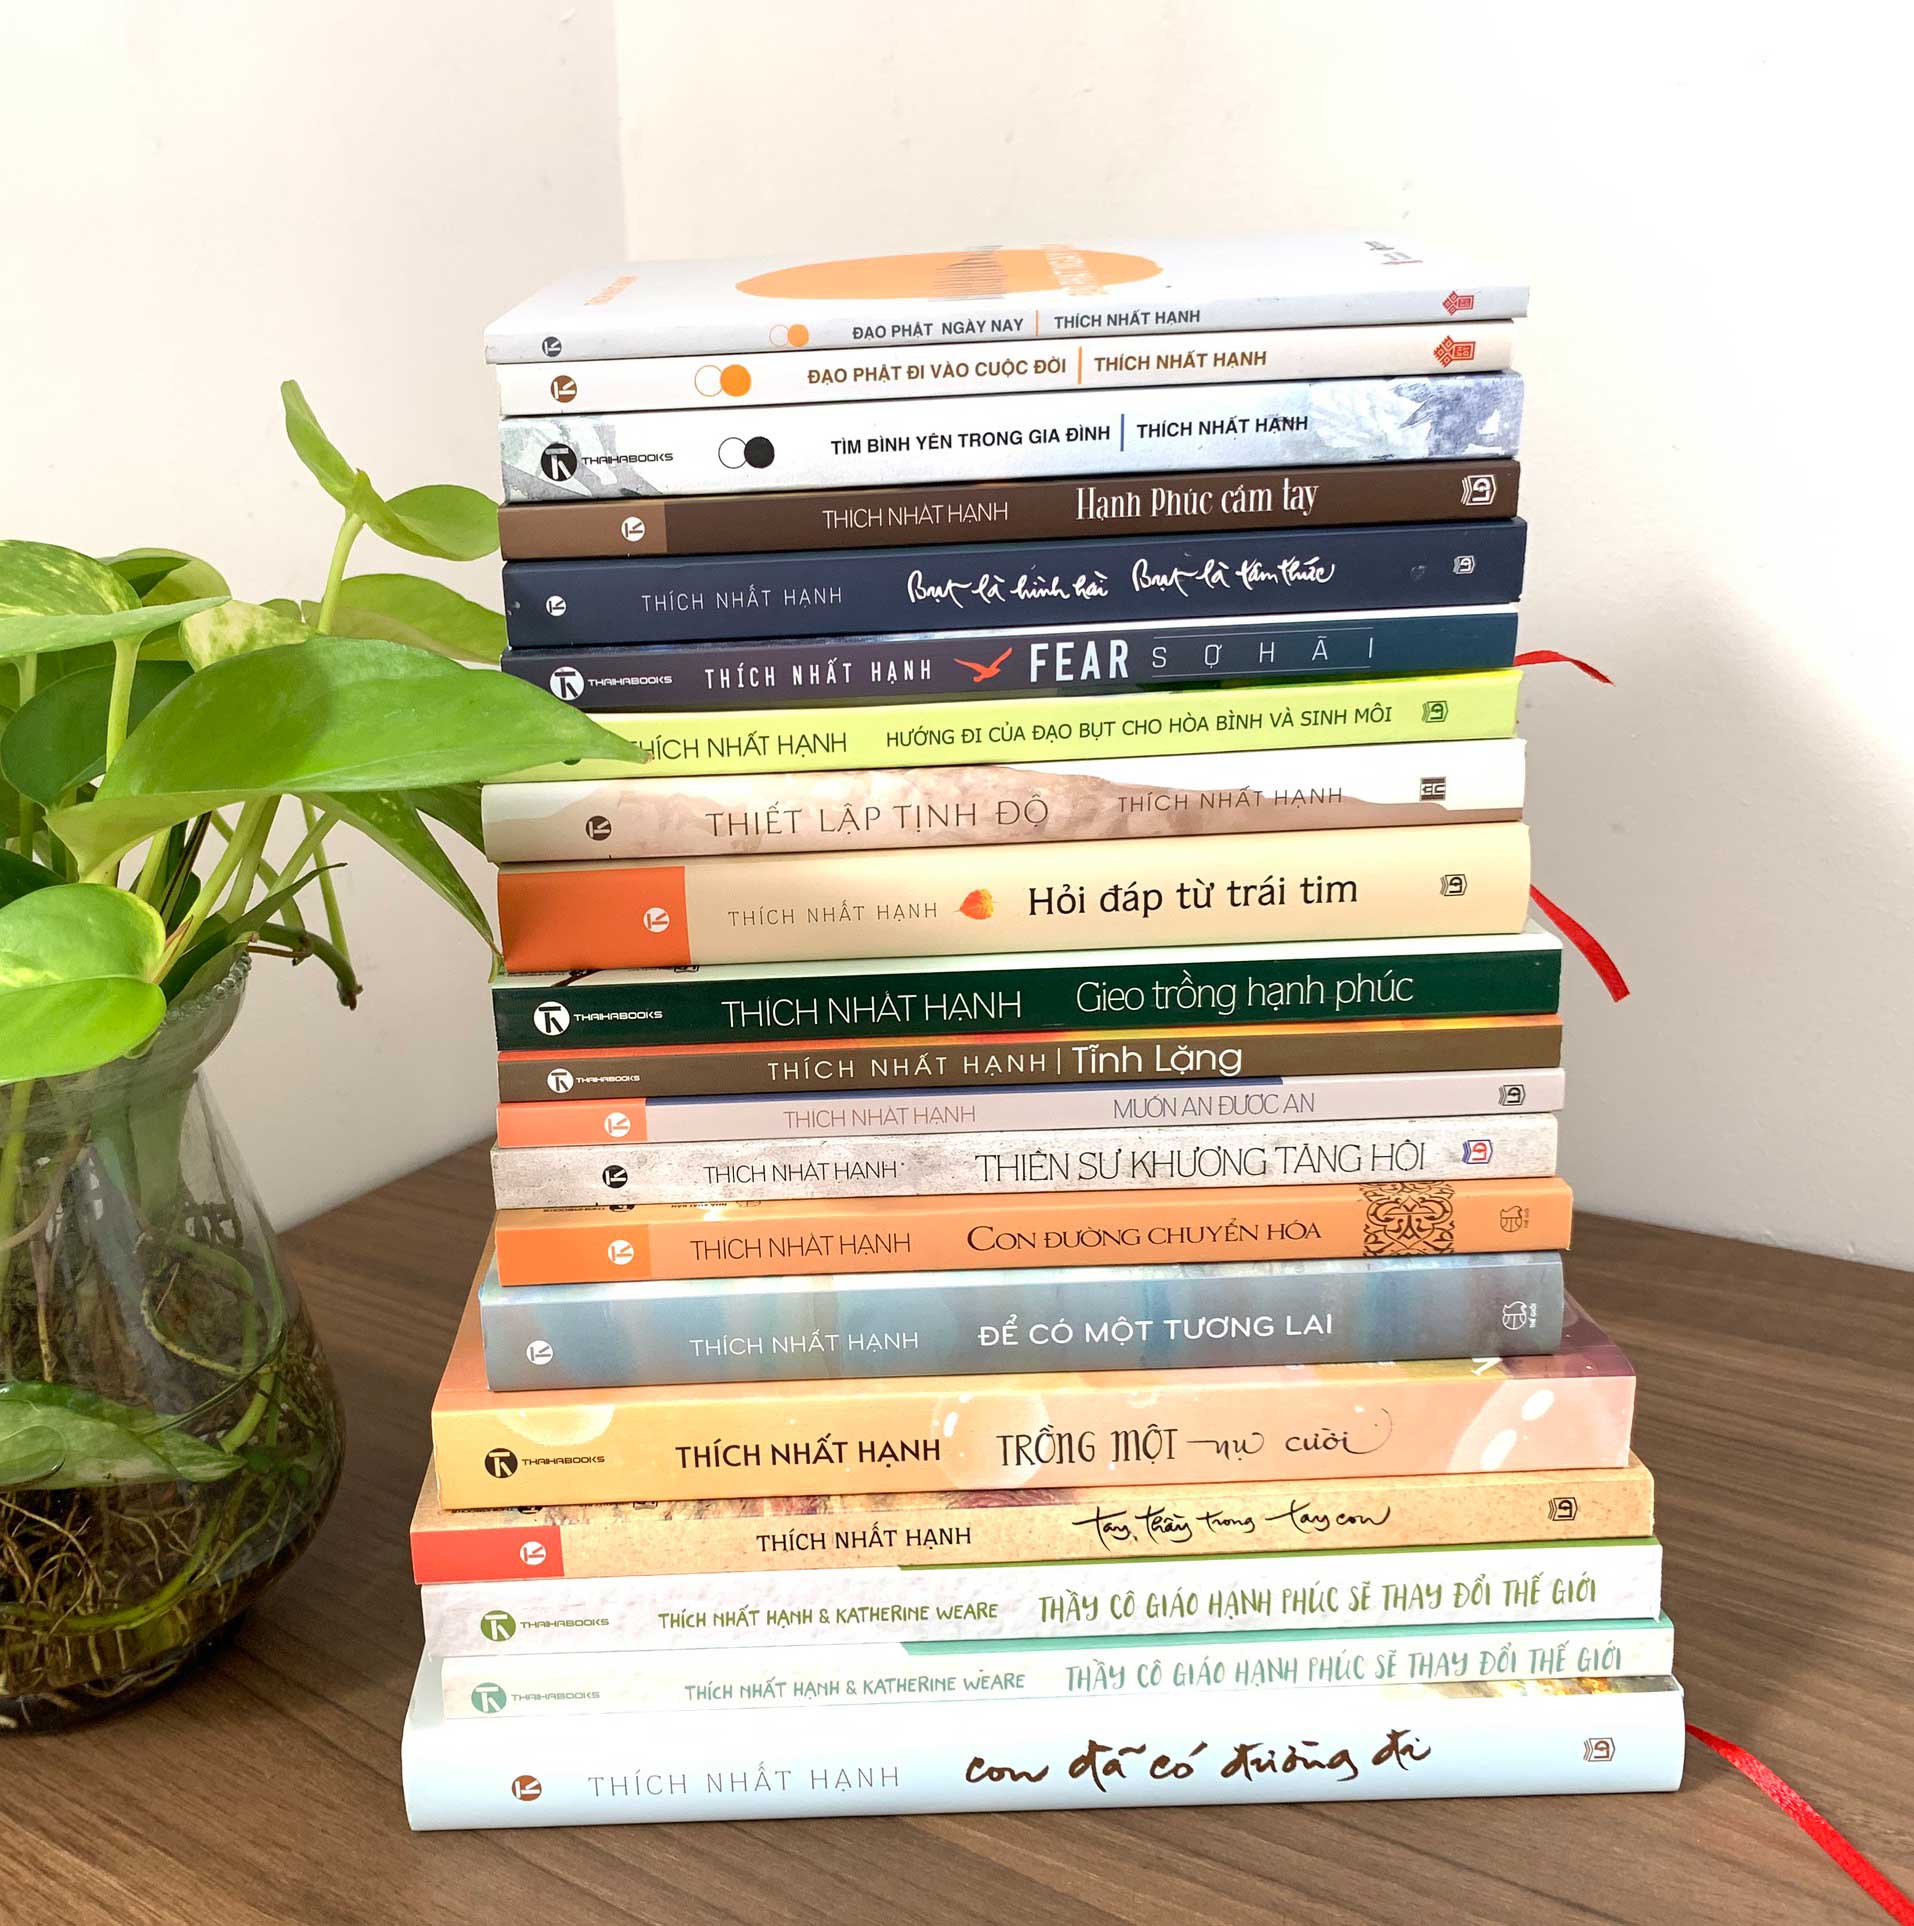 ĐẠO PHẬT NGÀY NAY | THÍCH NHẤT HẠNH
ĐẠO PHẬT ĐI VÀO CUỘC ĐỜI | THÍCH NHẤT HẠNH
THAIHABOOKS TÌM BÌNH YÊN TRONG GIA ĐÌNH | THÍCH NHẤT HẠNH
THÍCH NHẤT HẠNH Hạnh Phúc cầm tay
THÍCH NHẤT HẠNH Bụt là hình hài Bụt là tâm thức
THAIHABOOKS THÍCH NHẤT HẠNH FEAR SỢ HÃI
THÍCH NHẤT HẠNH HƯỚNG ĐI CỦA ĐẠO BỤT CHO HÒA BÌNH VÀ SINH MÔI
THIẾT LẬP TỊNH ĐỘ THÍCH NHẤT HẠNH
THÍCH NHẤT HẠNH Hỏi đáp từ trái tim
THAIHABOOKS THÍCH NHẤT HẠNH Gieo trồng hạnh phúc
THAIHABOOKS THÍCH NHẤT HẠNH | Tĩnh Lặng
THÍCH NHẤT HẠNH MUỐN AN ĐƯỢC AN
THÍCH NHẤT HẠNH THIỀN SƯ KHƯƠNG TĂNG HỘI
THÍCH NHẤT HẠNH CON ĐƯỜNG CHUYỂN HÓA
THÍCH NHẤT HẠNH ĐỂ CÓ MỘT TƯƠNG LAI
THAIHABOOKS THÍCH NHẤT HẠNH TRỒNG MỘT nụ cười
THÍCH NHẤT HẠNH tay thầy trong tay con
THAIHABOOKS THÍCH NHẤT HẠNH & KATHERINE WEARE THẦY CÔ GIÁO HẠNH PHÚC SẼ THAY ĐỔI THẾ GIỚI
THAIHABOOKS THÍCH NHẤT HẠNH & KATHERINE WEARE THẦY CÔ GIÁO HẠNH PHÚC SẼ THAY ĐỔI THẾ GIỚI
THÍCH NHẤT HẠNH con đã có đường đi